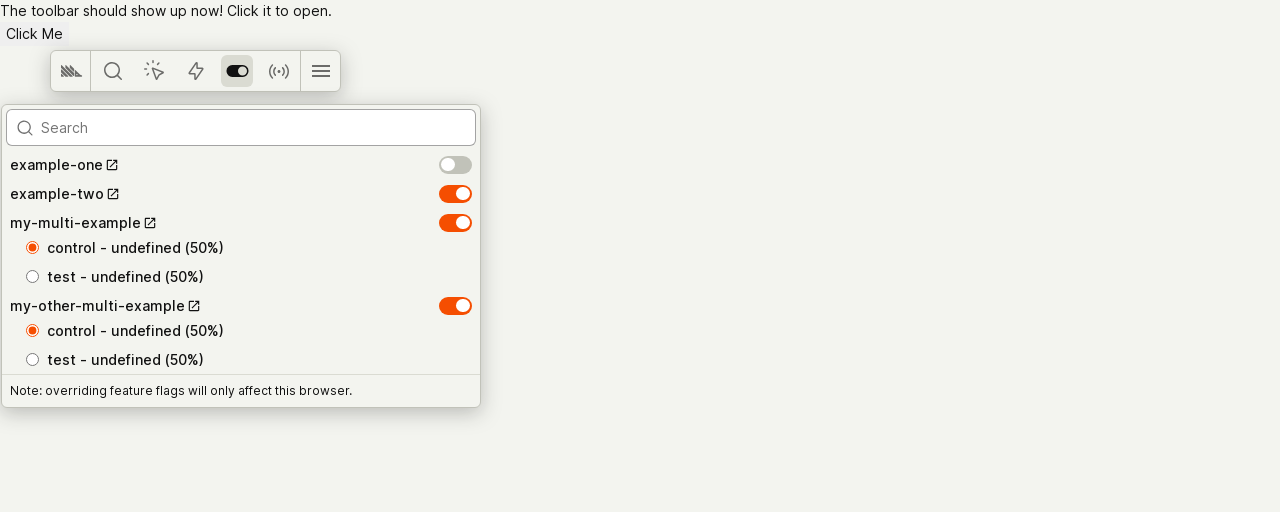 The toolbar should show up now! Click it to open.
Click Me
Search
example-one
example-two
my-multi-example
control - undefined (50%)
test - undefined (50%)
my-other-multi-example
control - undefined (50%)
test - undefined (50%)
Note: overriding feature flags will only affect this browser.